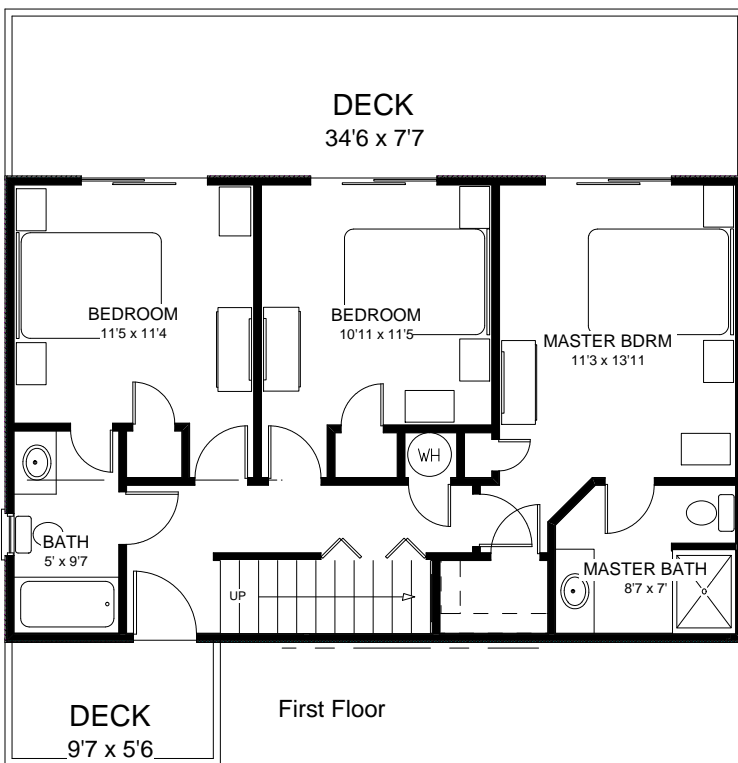 DECK
34'6 x 7'7
BEDROOM
11'5 x 11'4
BEDROOM
10'11 x 11'5
MASTER BDRM
11'3 x 13'11
WH
BATH
5' x 9'7
MASTER BATH
8'7 x 7'
UP
DECK
9'7 x 5'6
First Floor